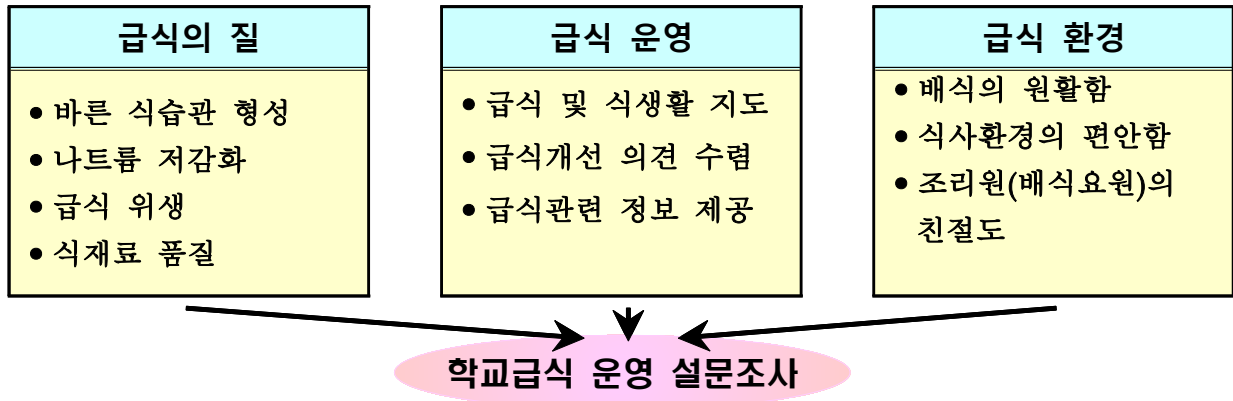 급식의 질
• 바른 식습관 형성
• 나트륨 저감화
• 급식 위생
• 식재료 품질
급식 운영
• 급식 및 식생활 지도
• 급식개선 의견 수렴
• 급식관련 정보 제공
급식 환경
• 배식의 원활함
• 식사환경의 편안함
• 조리원(배식요원)의
친절도
학교급식 운영 설문조사